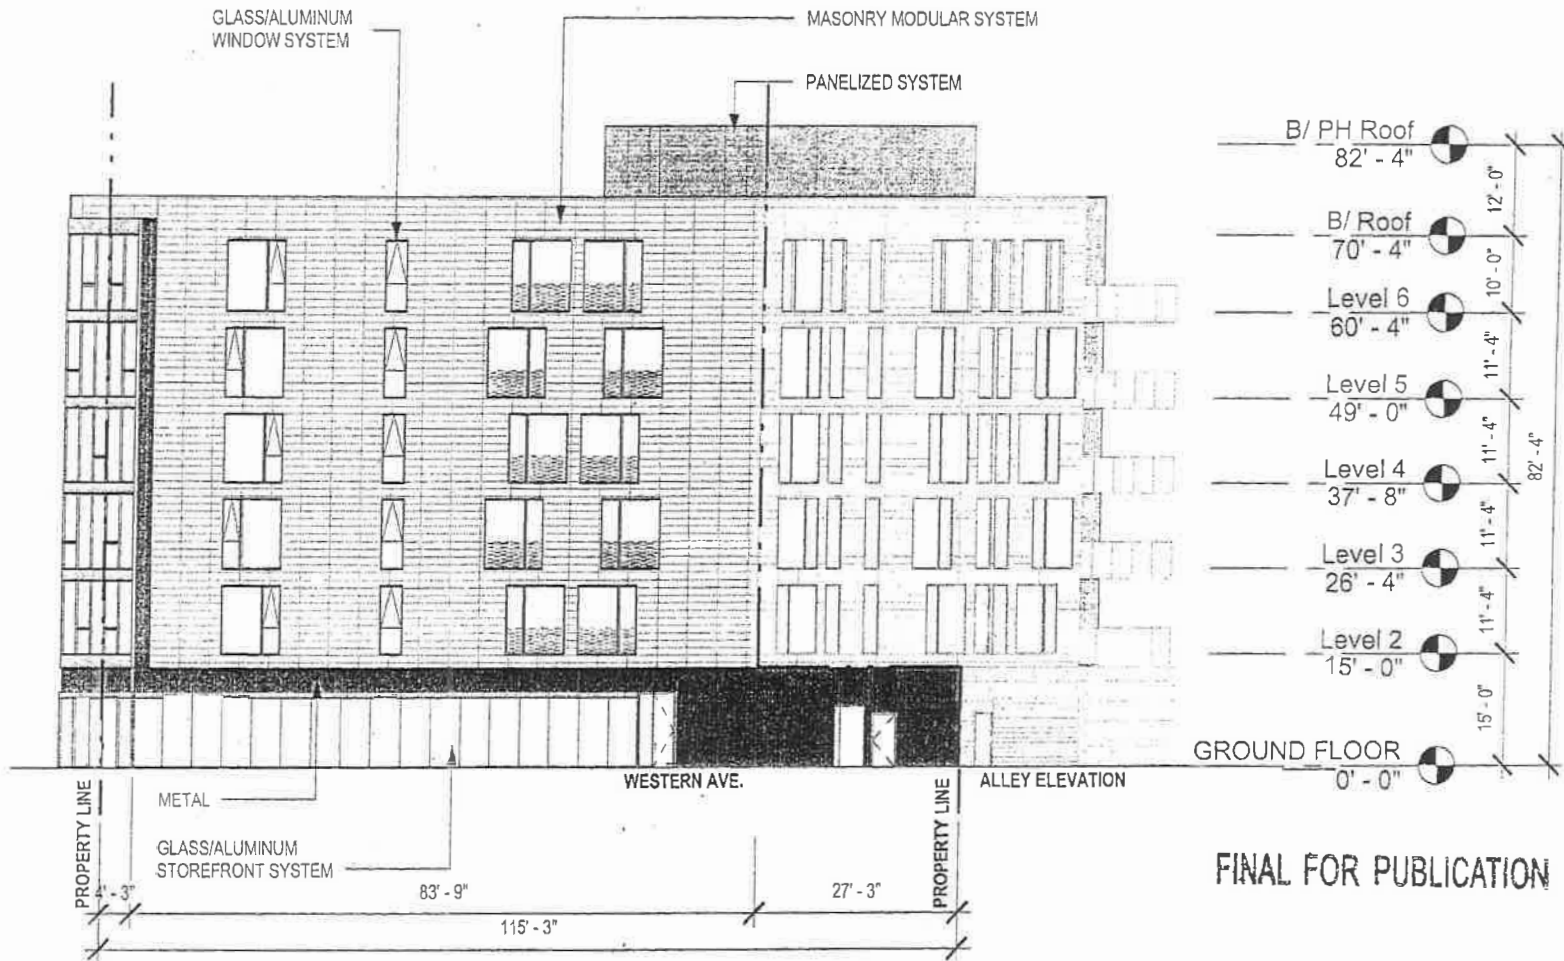 GLASS/ALUMINUM
WINDOW SYSTEM
MASONRY MODULAR SYSTEM
PANELIZED SYSTEM
B/ PH Roof
82' - 4"
12' - 0"
B/ Roof
70' - 4"
10' - 0"
Level 6
60' - 4"
11' - 4"
Level 5
49' - 0"
11' - 4"
82' - 4"
Level 4
37' - 8"
11' - 4"
Level 3
26' - 4"
11' - 4"
Level 2
15' - 0"
15' - 0"
GROUND FLOOR
0' - 0"
WESTERN AVE.
ALLEY ELEVATION
PROPERTY LINE
METAL
GLASS/ALUMINUM
STOREFRONT SYSTEM
PROPERTY LINE
4' - 3"
83' - 9"
27' - 3"
115' - 3"
FINAL FOR PUBLICATION